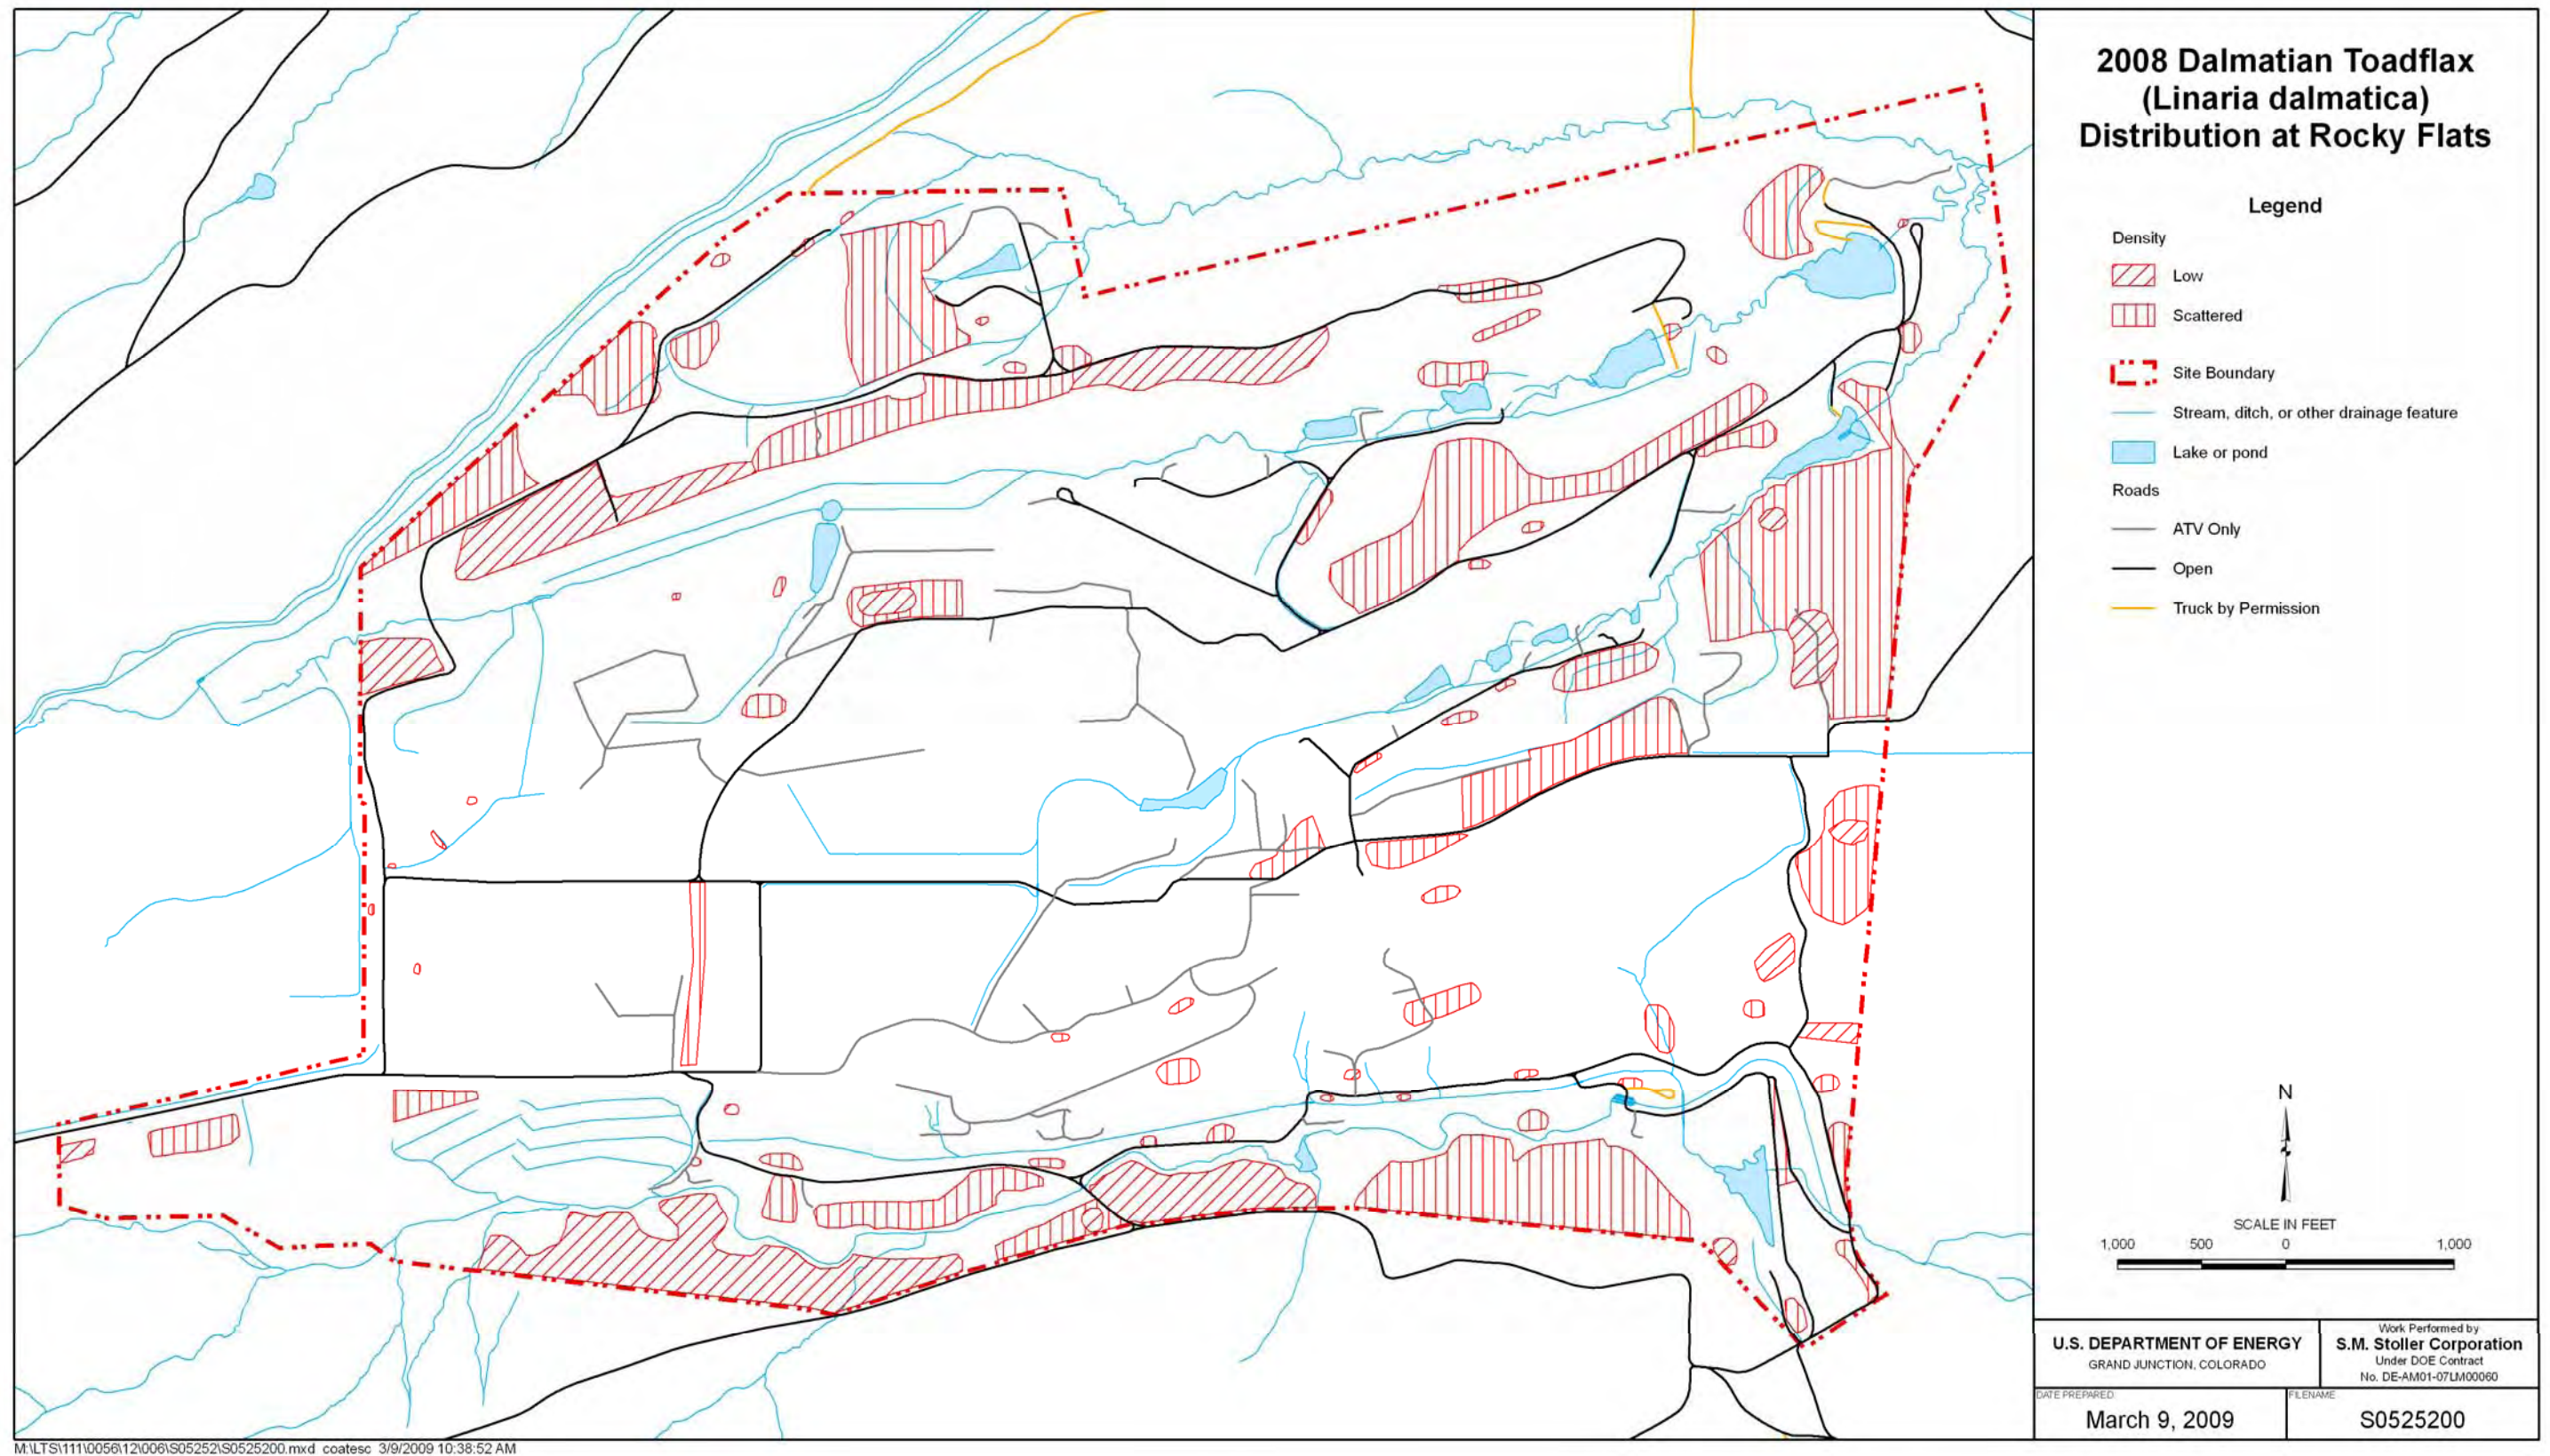 2008 Dalmatian Toadflax
(Linaria dalmatica)
Distribution at Rocky Flats
Legend
Density
Low
Scattered
Site Boundary
Stream, ditch, or other drainage feature
Lake or pond
Roads
ATV Only
Open
Truck by Permission
N
SCALE IN FEET
1,000 500 0 1,000
U.S. DEPARTMENT OF ENERGY
GRAND JUNCTION, COLORADO
Work Performed by
S.M. Stoller Corporation
Under DOE Contract
No. DE-AM01-07LM00060
DATE PREPARED:
March 9, 2009
FILENAME
S0525200
M:\LTS\111\0056\12\006\S05252\S0525200.mxd coatesc 3/9/2009 10:38:52 AM